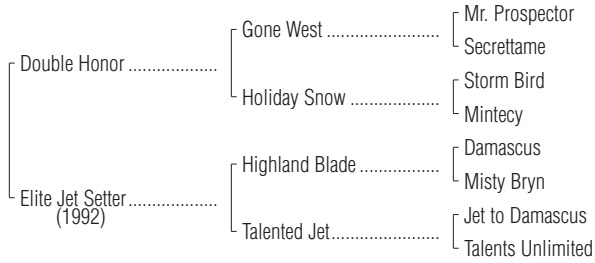 Mr. Prospector
Gone West ......................
Secrettame
Double Honor .................
Storm Bird
Holiday Snow .................
Mintecy
Damascus
Highland Blade ...............
Misty Bryn
Elite Jet Setter.................
(1992)
Jet to Damascus
Talented Jet.....................
Talents Unlimited